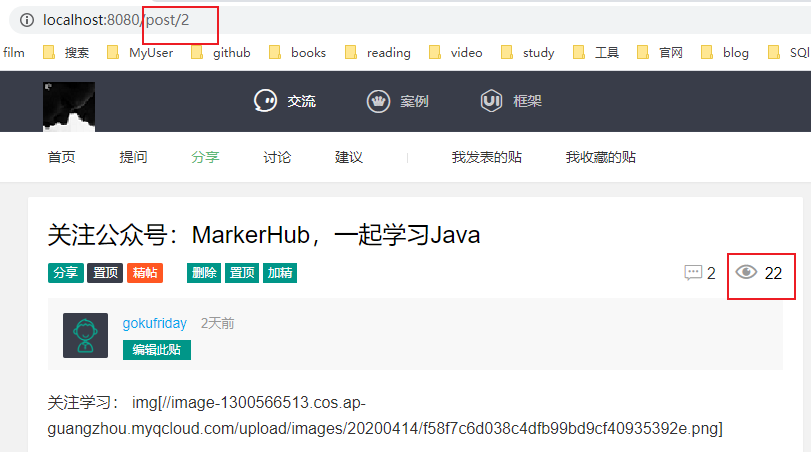 localhost:8080/post/2
film 搜索 MyUser github books reading video study 工具 官网 blog SQl
交流 案例 框架
首页 提问 分享 讨论 建议 我发表的贴 我收藏的贴
关注公众号：MarkerHub，一起学习Java
分享 置顶 精帖 删除 置顶 加精 2 22
gokufriday 2天前
编辑此贴
关注学习： img[//image-1300566513.cos.ap-
guangzhou.myqcloud.com/upload/images/20200414/f58f7c6d038c4dfb99bd9cf40935392e.png]